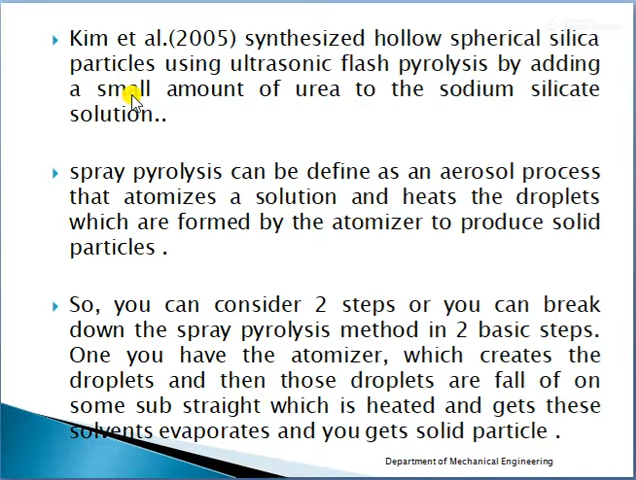 Kim et al.(2005) synthesized hollow spherical silica
particles using ultrasonic flash pyrolysis by adding
a small amount of urea to the sodium silicate
solution..
spray pyrolysis can be define as an aerosol process
that atomizes a solution and heats the droplets
which are formed by the atomizer to produce solid
particles .
So, you can consider 2 steps or you can break
down the spray pyrolysis method in 2 basic steps.
One you have the atomizer, which creates the
droplets and then those droplets are fall of on
some sub straight which is heated and gets these
solvents evaporates and you gets solid particle .
Department of Mechanical Engineering